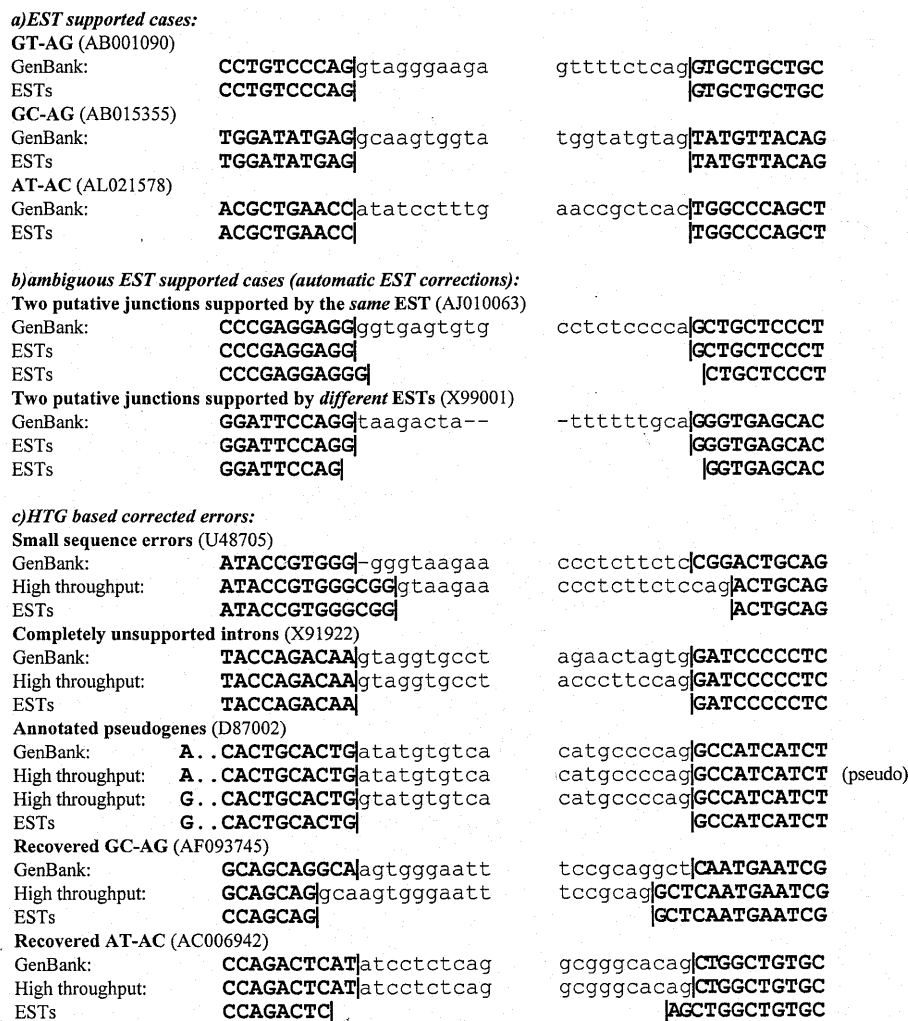 a)EST supported cases:
GT-AG (AB001090)
GenBank: CCTGTCCCAG|gtagggaaga gttttctcag|GTGCTGCTGC
ESTs CCTGTCCCAG| |GTGCTGCTGC
GC-AG (AB015355)
GenBank: TGGATATGAG|gcaagtggta tggtatgtag|TATGTTACAG
ESTs TGGATATGAG| |TATGTTACAG
AT-AC (AL021578)
GenBank: ACGCTGAACC|atatcctttg aaccgctcac|TGGCCCAGCT
ESTs ACGCTGAACC| |TGGCCCAGCT
b)ambiguous EST supported cases (automatic EST corrections):
Two putative junctions supported by the same EST (AJ010063)
GenBank: CCCGAGGAGG|ggtgagtgtg cctctcccca|GCTGCTCCCT
ESTs CCCGAGGAGG| |GCTGCTCCCT
ESTs CCCGAGGAGGG| |CTGCTCCCT
Two putative junctions supported by different ESTs (X99001)
GenBank: GGATTCCAGG|taagacta-- -ttttttgca|GGGTGAGCAC
ESTs GGATTCCAGG| |GGGTGAGCAC
ESTs GGATTCCAG| |GGTGAGCAC
c)HTG based corrected errors:
Small sequence errors (U48705)
GenBank: ATACCGTGGG|-gggtaagaa ccctcttctc|CGGACTGCAG
High throughput: ATACCGTGGGCGG|gtaagaa ccctcttctccag|ACTGCAG
ESTs ATACCGTGGGCGG| |ACTGCAG
Completely unsupported introns (X91922)
GenBank: TACCAGACAA|gtaggtgcct agaactagtg|GATCCCCCTC
High throughput: TACCAGACAA|gtaggtgcct acccttccag|GATCCCCCTC
ESTs TACCAGACAA| |GATCCCCCTC
Annotated pseudogenes (D87002)
GenBank: A..CACTGCACTG|atatgtgtca catgccccag|GCCATCATCT
High throughput: A..CACTGCACTG|atatgtgtca catgccccag|GCCATCATCT (pseudo)
High throughput: G..CACTGCACTG|gtatgtgtca catgccccag|GCCATCATCT
ESTs G..CACTGCACTG| |GCCATCATCT
Recovered GC-AG (AF093745)
GenBank: GCAGCAGGCA|agtgggaatt tccgcaggct|CAATGAATCG
High throughput: GCAGCAG|gcaagtgggaatt tccgcag|GCTCAATGAATCG
ESTs CCAGCAG| |GCTCAATGAATCG
Recovered AT-AC (AC006942)
GenBank: CCAGACTCAT|atcctctcag gcgggcacag|CTGGCTGTGC
High throughput: CCAGACTCAT|atcctctcag gcgggcacag|CTGGCTGTGC
ESTs CCAGACTC| |AGCTGGCTGTGC